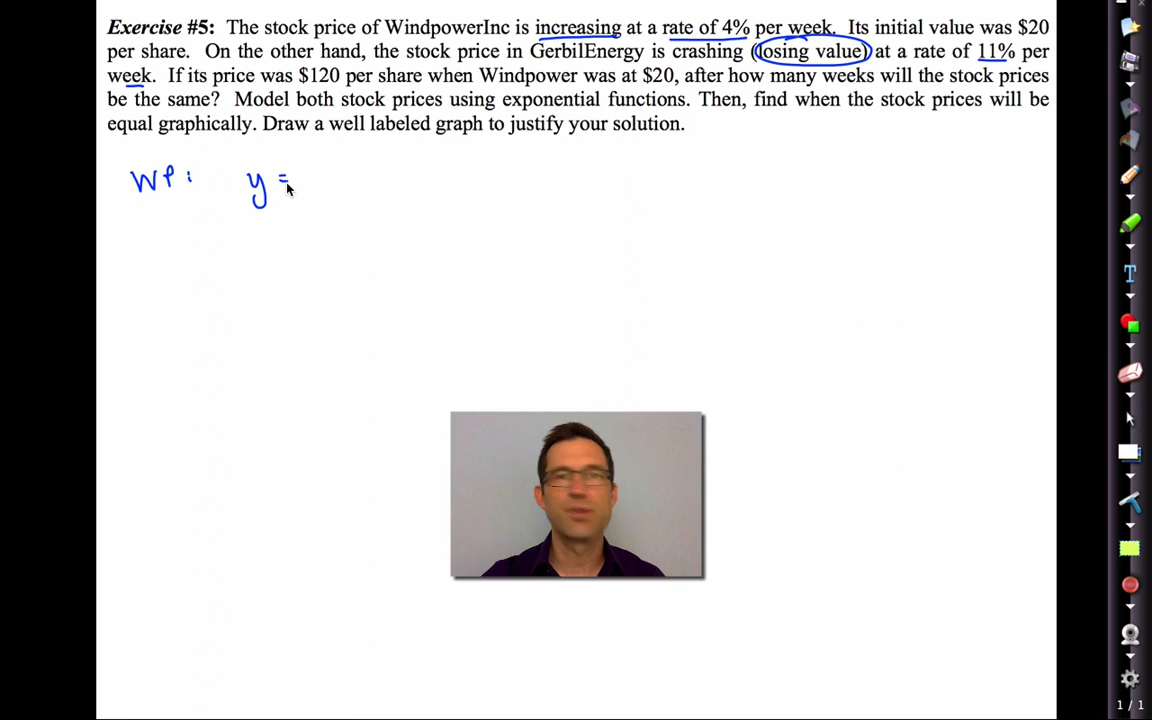 Exercise #5: The stock price of WindpowerInc is increasing at a rate of 4% per week. Its initial value was $20
per share. On the other hand, the stock price in GerbilEnergy is crashing (losing value) at a rate of 11% per
week. If its price was $120 per share when Windpower was at $20, after how many weeks will the stock prices
be the same? Model both stock prices using exponential functions. Then, find when the stock prices will be
equal graphically. Draw a well labeled graph to justify your solution.
WP: y =
T
1 / 1